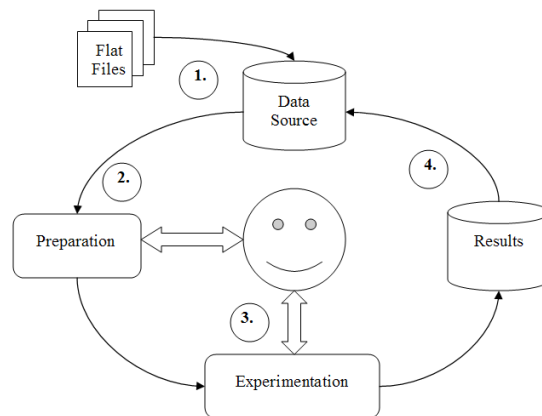 Flat
Files
1.
Data
Source
2.
4.
Preparation
Results
3.
Experimentation